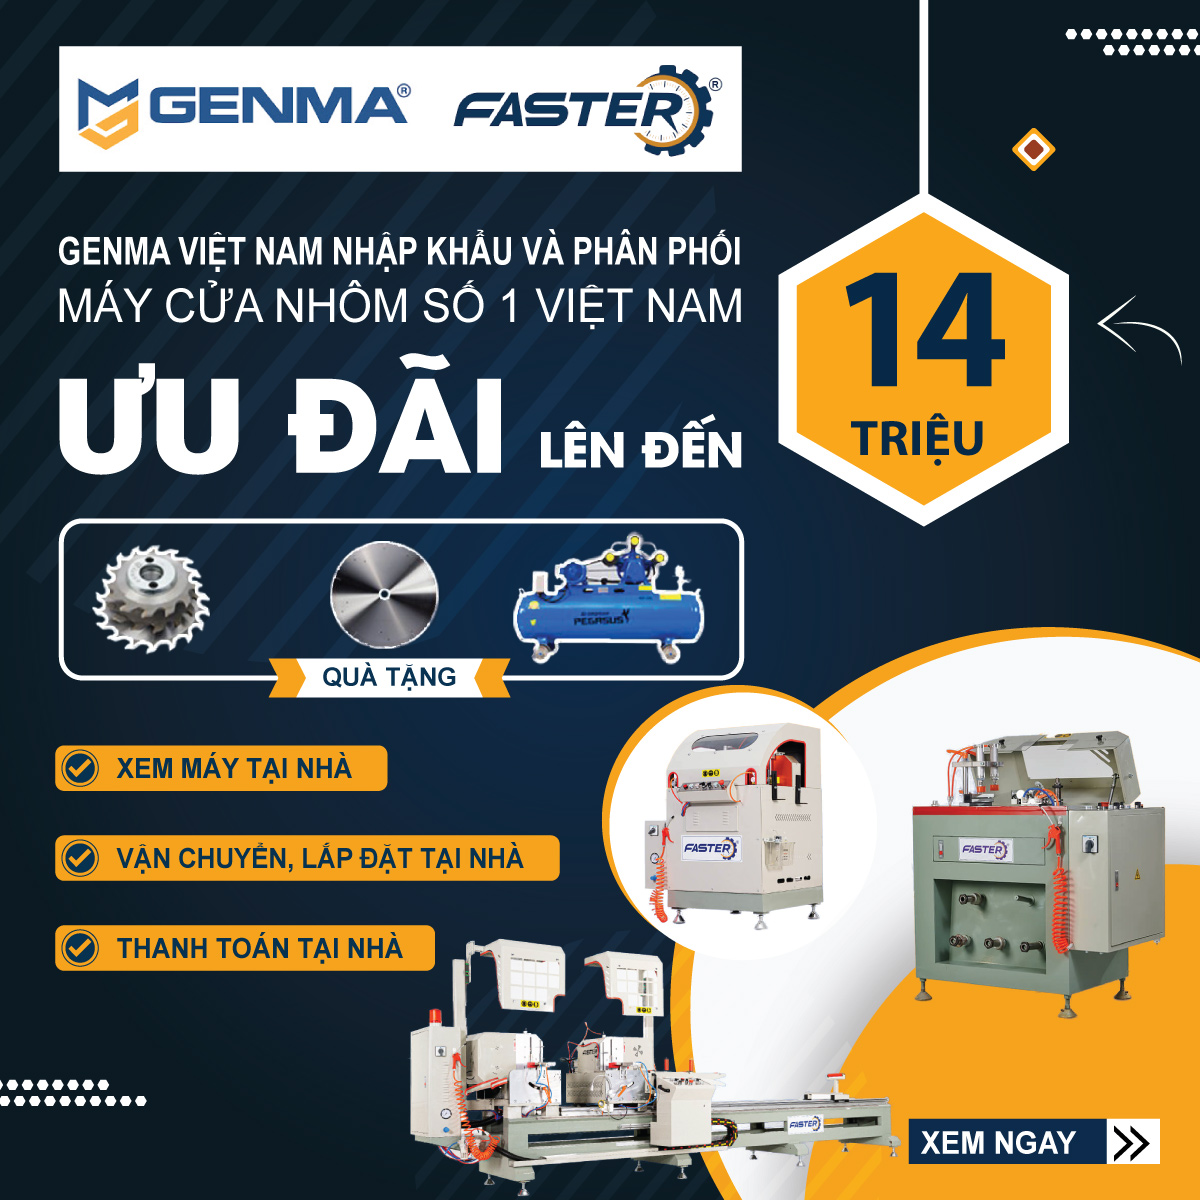 GENMA®
FASTER®
GENMA VIỆT NAM NHẬP KHẨU VÀ PHÂN PHỐI
MÁY CỬA NHÔM SỐ 1 VIỆT NAM
ƯU ĐÃI LÊN ĐẾN
14
TRIỆU
PEGASUS
QUÀ TẶNG
XEM MÁY TẠI NHÀ
VẬN CHUYỂN, LẮP ĐẶT TẠI NHÀ
THANH TOÁN TẠI NHÀ
FASTER
FASTER
FASTER
FASTER
XEM NGAY